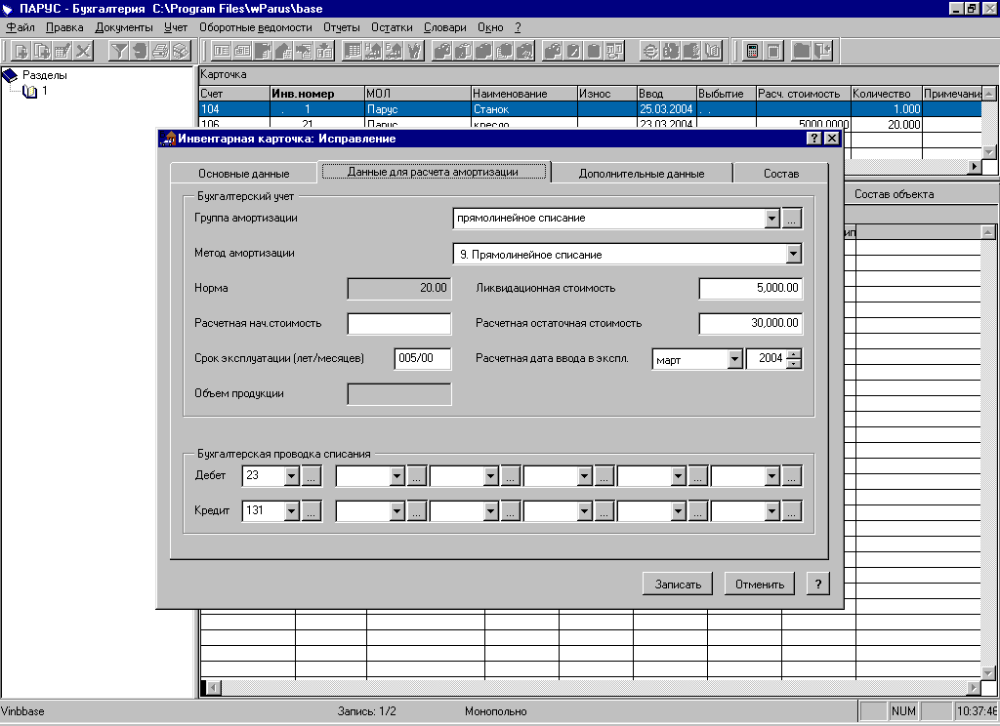 ПАРУС - Бухгалтерия C:\Program Files\wParus\base
Файл Правка Документы Учет Оборотные ведомости Отчеты Остатки Словари Окно ?
Разделы
1
Карточка
Счет Инв.номер МОЛ Наименование Износ Ввод Выбытие Расч. стоимость Количество Примечани
104 . 1 Парус Станок 25.03.2004 . . 1.000
106 21 Парус кресло 23.03.2004 5000.0000 20.000
Состав объекта
ип
Инвентарная карточка: Исправление
Основные данные Данные для расчета амортизации Дополнительные данные Состав
Бухгалтерский учет
Группа амортизации прямолинейное списание ...
Метод амортизации 9. Прямолинейное списание
Норма 20.00 Ликвидационная стоимость 5,000.00
Расчетная нач.стоимость Расчетная остаточная стоимость 30,000.00
Срок эксплуатации (лет/месяцев) 005/00 Расчетная дата ввода в экспл. март 2004
Объем продукции
Бухгалтерская проводка списания
Дебет 23 ... ... ... ... ... ...
Кредит 131 ... ... ... ... ... ...
Записать Отменить ?
Vinbbase Запись: 1/2 Монопольно NUM 10:37:46